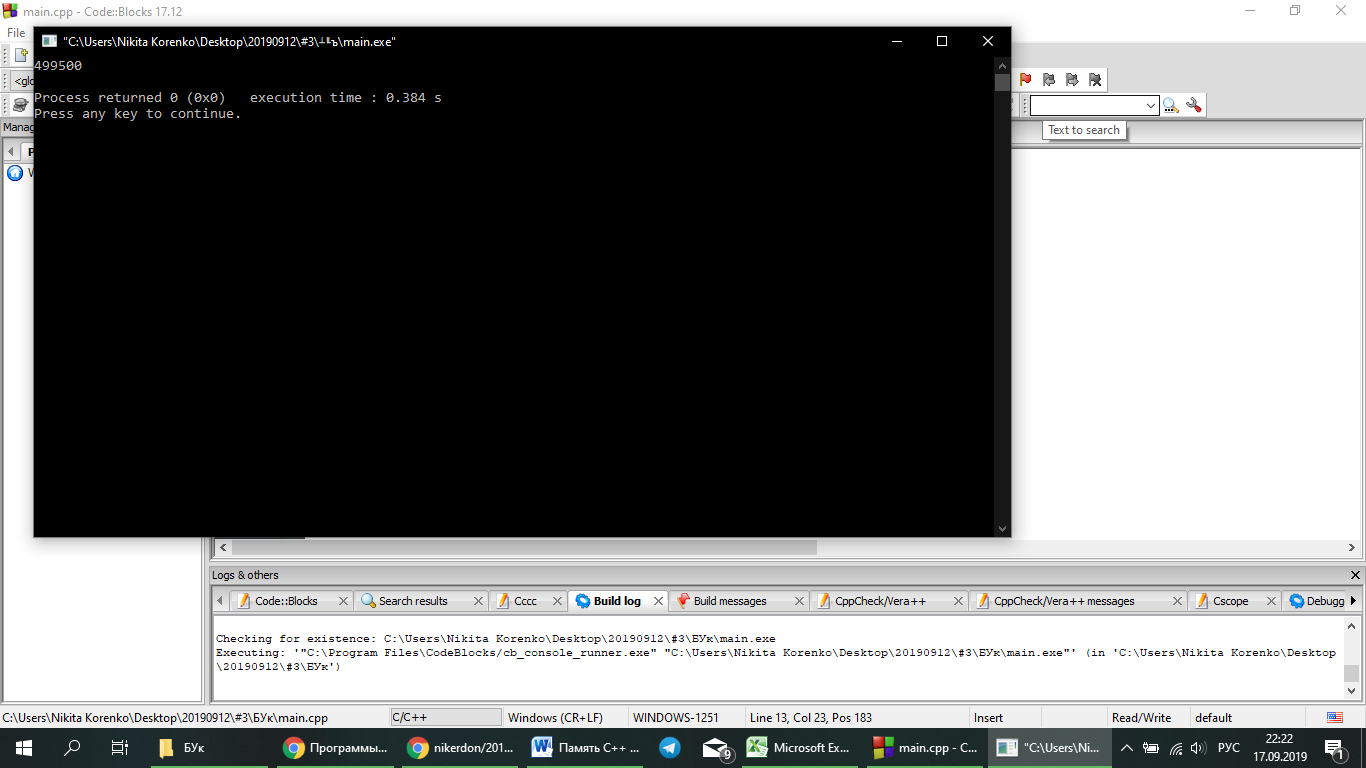 main.cpp - Code::Blocks 17.12
File
"C:\Users\Nikita Korenko\Desktop\20190912\#3\┴╙ъ\main.exe"
499500
Process returned 0 (0x0)   execution time : 0.384 s
Press any key to continue.
<glo
Text to search
Manag
P
W
Logs & others
Code::Blocks
Search results
Cccc
Build log
Build messages
CppCheck/Vera++
CppCheck/Vera++ messages
Cscope
Debugg
Checking for existence: C:\Users\Nikita Korenko\Desktop\20190912\#3\БУк\main.exe
Executing: '"C:\Program Files\CodeBlocks/cb_console_runner.exe" "C:\Users\Nikita Korenko\Desktop\20190912\#3\БУк\main.exe"' (in 'C:\Users\Nikita Korenko\Desktop
\20190912\#3\БУк')
C:\Users\Nikita Korenko\Desktop\20190912\#3\БУк\main.cpp
C/C++
Windows (CR+LF)
WINDOWS-1251
Line 13, Col 23, Pos 183
Insert
Read/Write
default
БУк
Программы...
nikerdon/201...
Память C++ ...
9
Microsoft Ex...
main.cpp - C...
"C:\Users\Ni...
РУС
22:22
17.09.2019
1